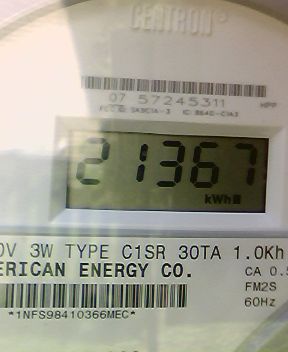 CENTRON
07 57245311 HPP
21367
kWh
0V 3W TYPE C1SR 30TA 1.0Kh
ERICAN ENERGY CO. CA 0.5
FM2S
*1NFS98410366MEC* 60Hz